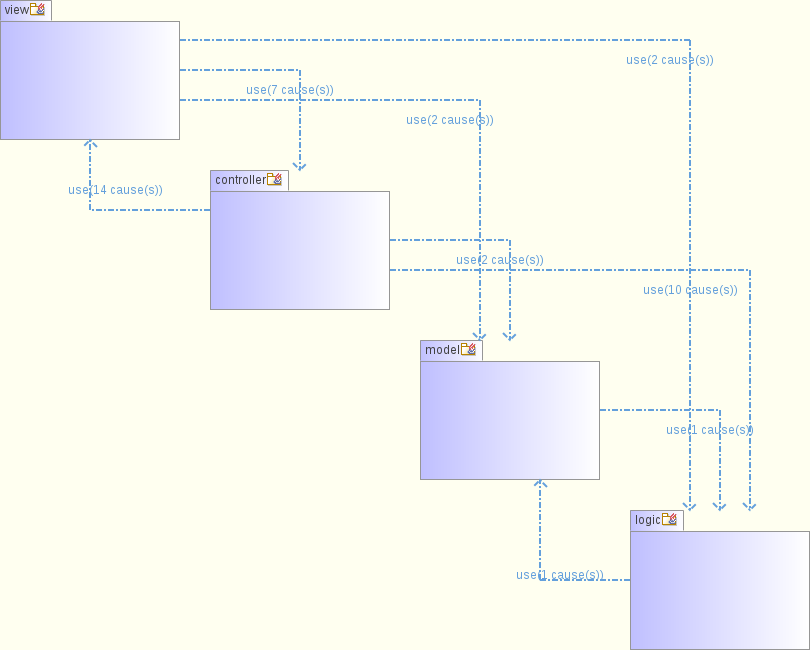 view
use(2 cause(s))
use(7 cause(s))
use(2 cause(s))
controller
use(14 cause(s))
use(2 cause(s))
use(10 cause(s))
model
use(1 cause(s))
logic
use(1 cause(s))